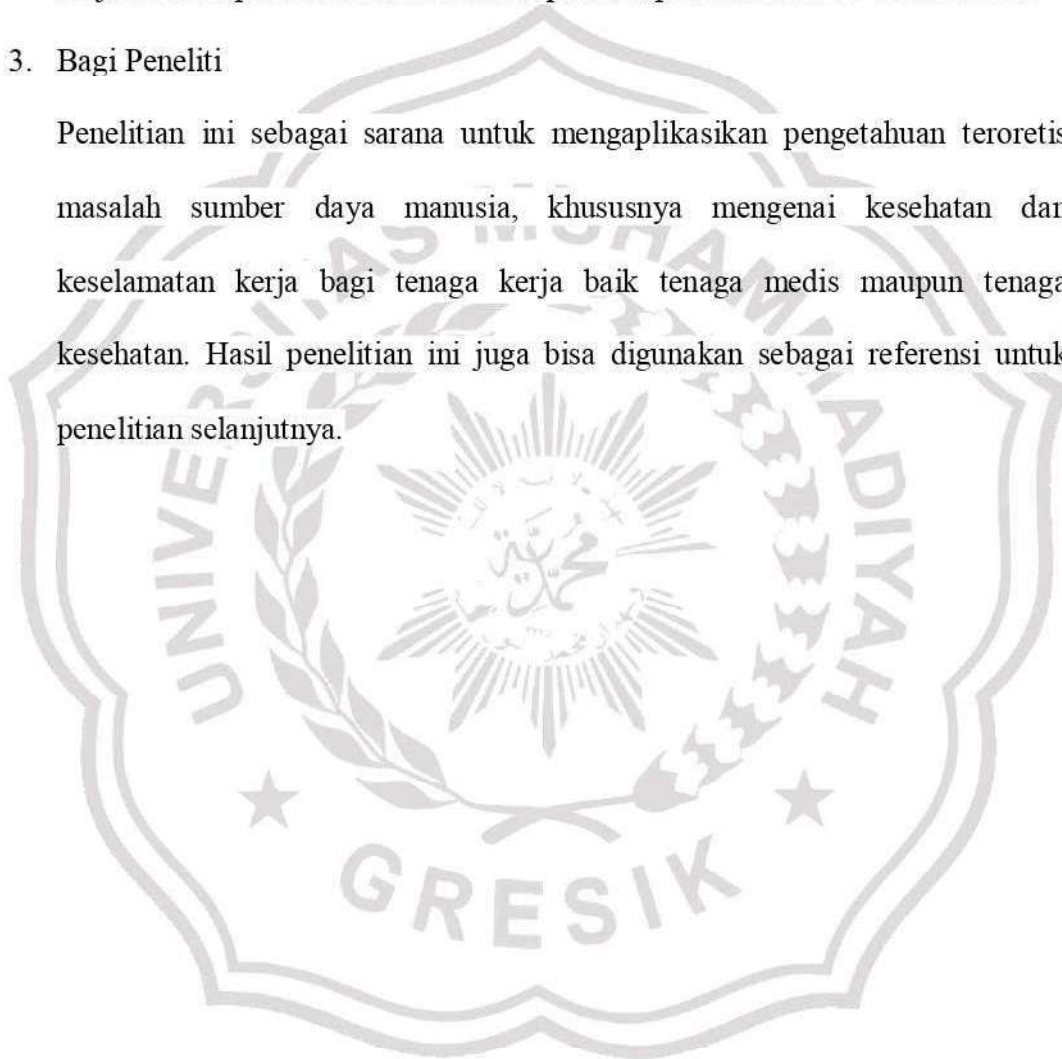 3. Bagi Peneliti
Penelitian ini sebagai sarana untuk mengaplikasikan pengetahuan teroretis
masalah sumber daya manusia, khususnya mengenai kesehatan dan
keselamatan kerja bagi tenaga kerja baik tenaga medis maupun tenaga
kesehatan. Hasil penelitian ini juga bisa digunakan sebagai referensi untuk
penelitian selanjutnya.
UNIVERSITAS MUHAMMADIYAH
محمد
GRESIK